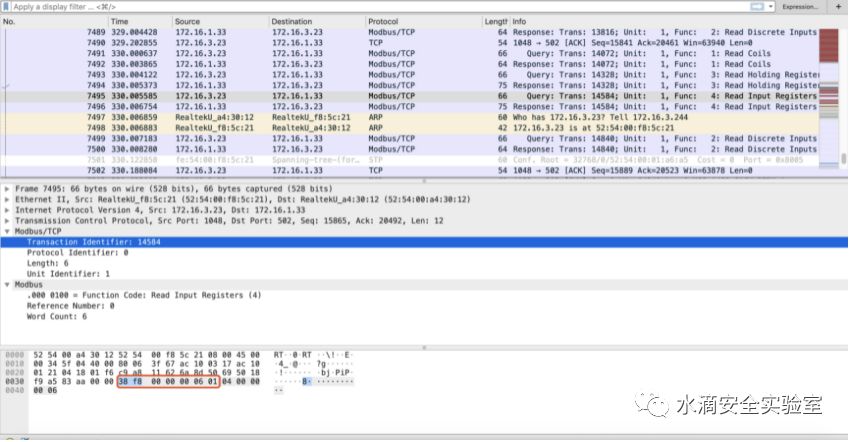 Apply a display filter ... <⌘/>
Expression...
+
No. Time Source Destination Protocol Length Info
7489 329.004428 172.16.1.33 172.16.3.23 Modbus/TCP 64 Response: Trans: 13816; Unit: 1, Func: 2: Read Discrete Inputs
7490 329.202855 172.16.3.23 172.16.1.33 TCP 54 1048 → 502 [ACK] Seq=15841 Ack=20461 Win=63940 Len=0
7491 330.000637 172.16.3.23 172.16.1.33 Modbus/TCP 66 Query: Trans: 14072; Unit: 1, Func: 1: Read Coils
7492 330.003865 172.16.1.33 172.16.3.23 Modbus/TCP 64 Response: Trans: 14072; Unit: 1, Func: 1: Read Coils
7493 330.004122 172.16.3.23 172.16.1.33 Modbus/TCP 66 Query: Trans: 14328; Unit: 1, Func: 3: Read Holding Register
7494 330.005373 172.16.1.33 172.16.3.23 Modbus/TCP 75 Response: Trans: 14328; Unit: 1, Func: 3: Read Holding Register
7495 330.005585 172.16.3.23 172.16.1.33 Modbus/TCP 66 Query: Trans: 14584; Unit: 1, Func: 4: Read Input Registers
7496 330.006754 172.16.1.33 172.16.3.23 Modbus/TCP 75 Response: Trans: 14584; Unit: 1, Func: 4: Read Input Registers
7497 330.006859 RealtekU_a4:30:12 RealtekU_f8:5c:21 ARP 60 Who has 172.16.3.23? Tell 172.16.3.244
7498 330.006883 RealtekU_f8:5c:21 RealtekU_a4:30:12 ARP 42 172.16.3.23 is at 52:54:00:f8:5c:21
7499 330.007183 172.16.3.23 172.16.1.33 Modbus/TCP 66 Query: Trans: 14840; Unit: 1, Func: 2: Read Discrete Inputs
7500 330.008280 172.16.1.33 172.16.3.23 Modbus/TCP 64 Response: Trans: 14840; Unit: 1, Func: 2: Read Discrete Inputs
7501 330.122850 fe:54:00:f8:5c:21 Spanning-tree-(for… STP 60 Conf. Root = 32768/0/52:54:00:01:a6:a5 Cost = 0 Port = 0x8005
7502 330.188084 172.16.3.23 172.16.1.33 TCP 54 1048 → 502 [ACK] Seq=15889 Ack=20523 Win=63878 Len=0
Frame 7495: 66 bytes on wire (528 bits), 66 bytes captured (528 bits)
Ethernet II, Src: RealtekU_f8:5c:21 (52:54:00:f8:5c:21), Dst: RealtekU_a4:30:12 (52:54:00:a4:30:12)
Internet Protocol Version 4, Src: 172.16.3.23, Dst: 172.16.1.33
Transmission Control Protocol, Src Port: 1048, Dst Port: 502, Seq: 15865, Ack: 20492, Len: 12
Modbus/TCP
Transaction Identifier: 14584
Protocol Identifier: 0
Length: 6
Unit Identifier: 1
Modbus
.000 0100 = Function Code: Read Input Registers (4)
Reference Number: 0
Word Count: 6
0000 52 54 00 a4 30 12 52 54 00 f8 5c 21 08 00 45 00 RT··0·RT ··\!··E·
0010 00 34 5f 04 40 00 80 06 3f 67 ac 10 03 17 ac 10 ·4_·@··· ?g······
0020 01 21 04 18 01 f6 c9 a8 11 62 6a 8d 50 69 50 18 ·!······ ·bj·PiP·
0030 f9 a5 83 aa 00 00 38 f8 00 00 00 06 01 04 00 00 ······8· ········
0040 00 06 ··
水滴安全实验室